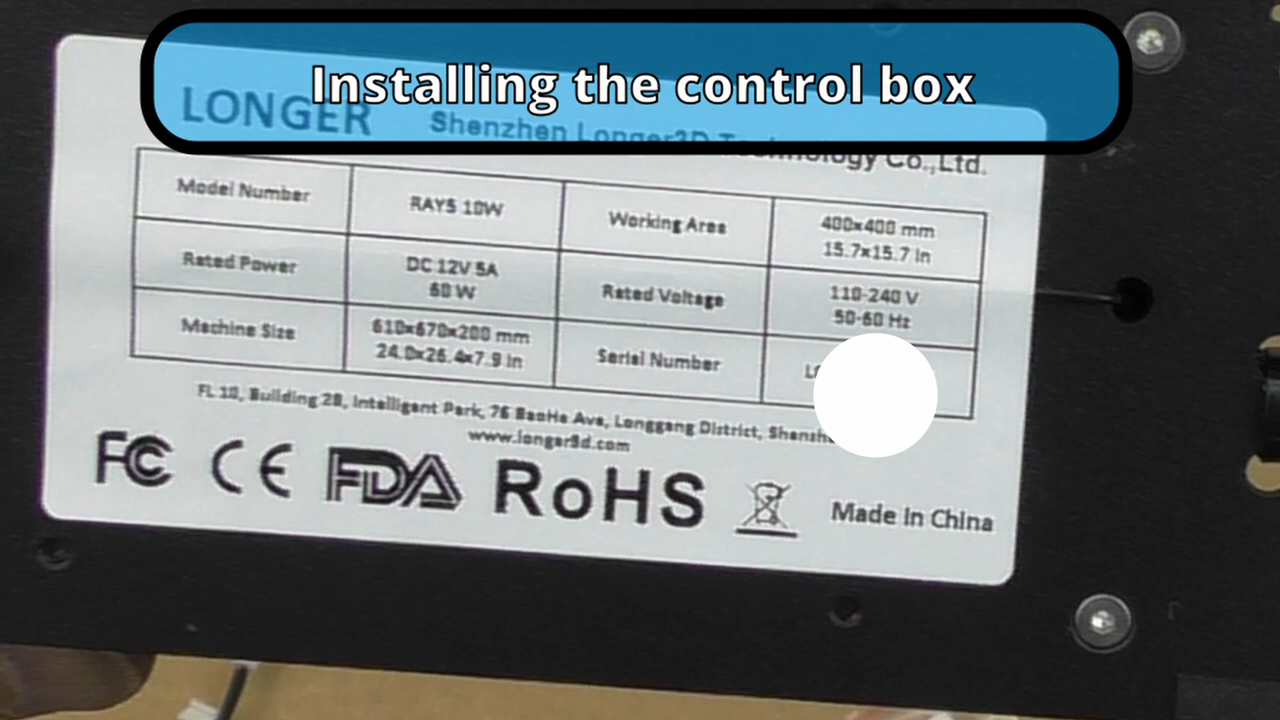 Installing the control box
LONGER Shenzhen Longer3D Technology Co.,Ltd.
Model Number RAY5 10W Working Area 400x400 mm 15.7x15.7 in
Rated Power DC 12V 5A 60 W Rated Voltage 110-240 V 50-60 Hz
Machine Size 610x670x200 mm 24.0x26.4x7.9 in Serial Number
FL 10, Building 2B, Intelligent Park, 76 BaoHe Ave, Longgang District,
www.longer3d.com
FC CE FDA RoHS Made in China